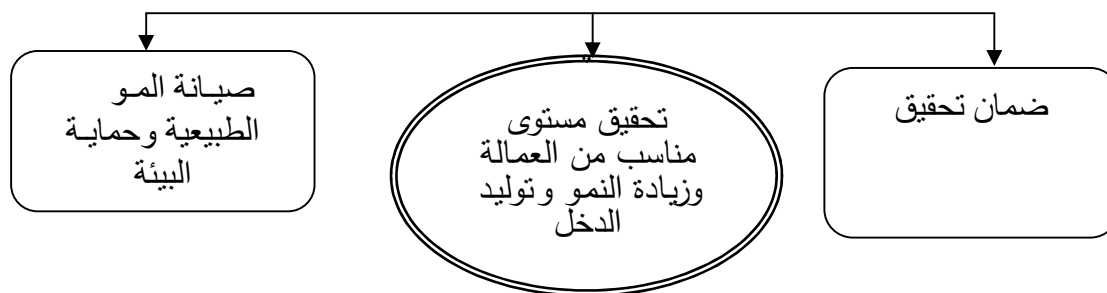 ضمان تحقيق
تحقيق مستوى
مناسب من العمالة
وزيادة النمو وتوليد
الدخل
صيانة المو
الطبيعية وحماية
البيئة